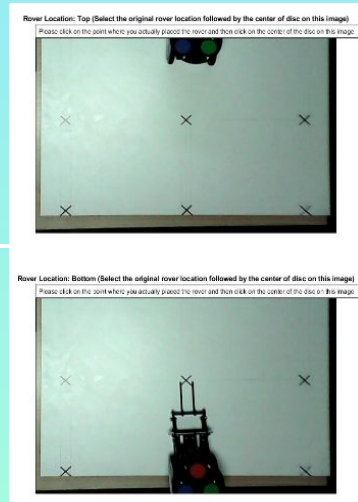 Rover Location: Top (Select the original rover location followed by the center of disc on this image)
Please click on the point where you actually placed the rover and then click on the center of the disc on this image
Rover Location: Bottom (Select the original rover location followed by the center of disc on this image)
Please click on the point where you actually placed the rover and then click on the center of the disc on this image